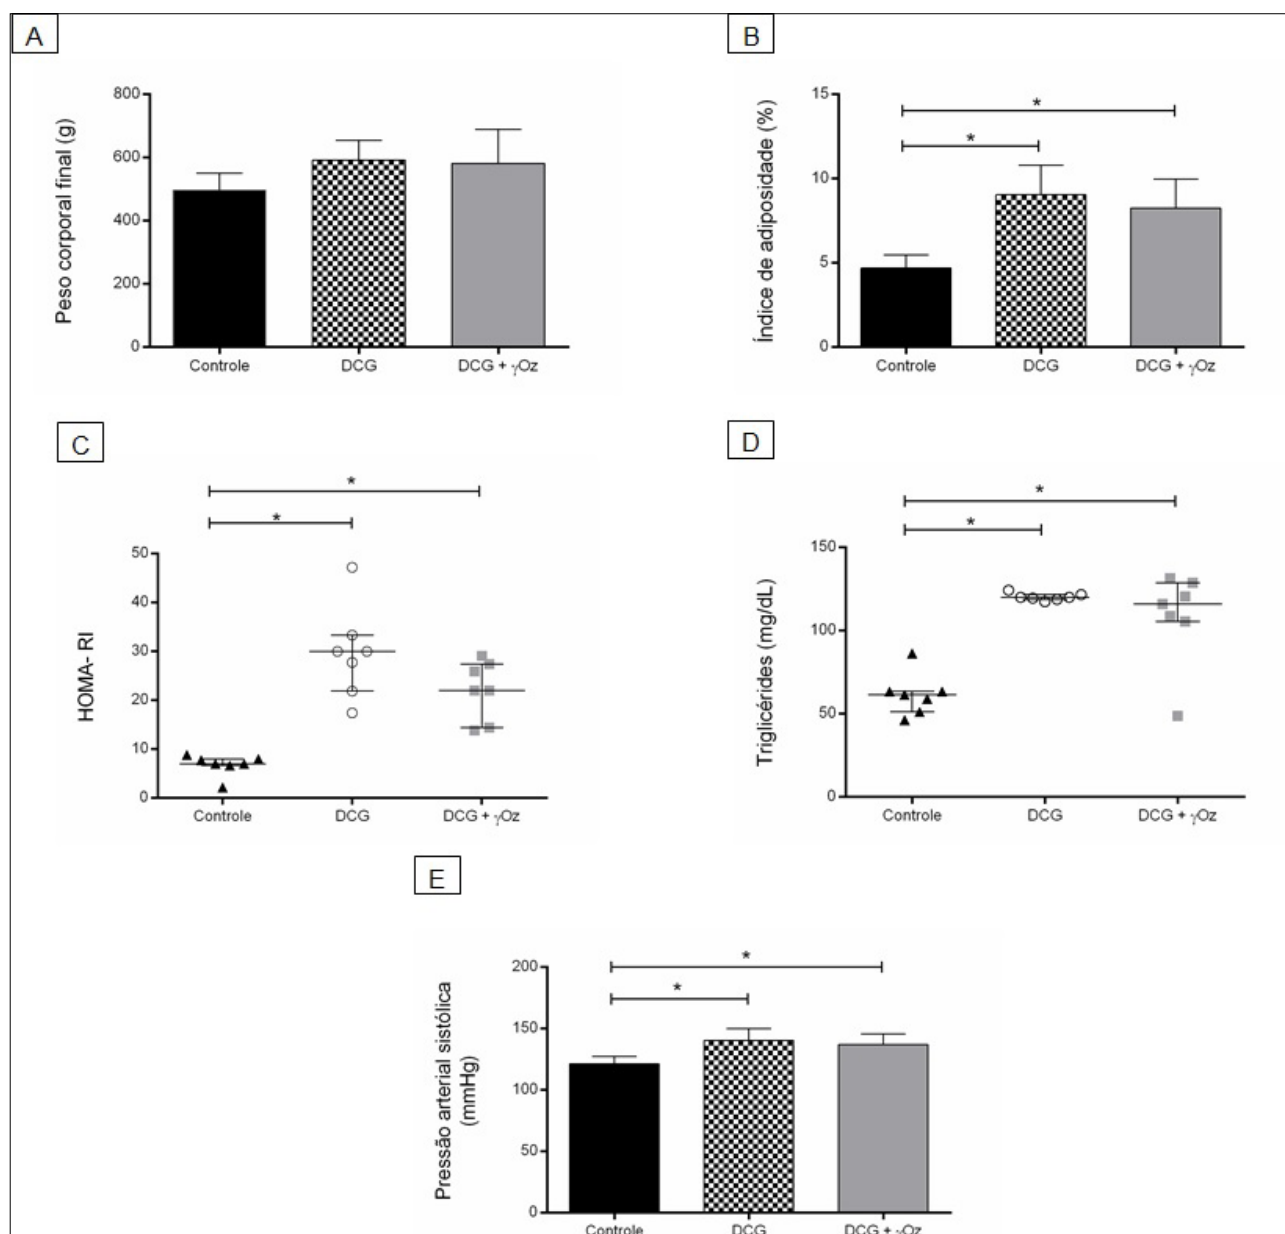 A
Peso corporal final (g)
800
600
400
200
0
Controle
DCG
DCG + γOz
B
Índice de adiposidade (%)
15
10
5
0
*
*
Controle
DCG
DCG + γOz
C
HOMA- RI
*
*
50
40
30
20
10
0
Controle
DCG
DCG + γOz
D
Triglicérides (mg/dL)
*
*
150
100
50
0
Controle
DCG
DCG + γOz
E
Pressão arterial sistólica
(mmHg)
200
150
100
50
0
*
*
Controle
DCG
DCG + γOz